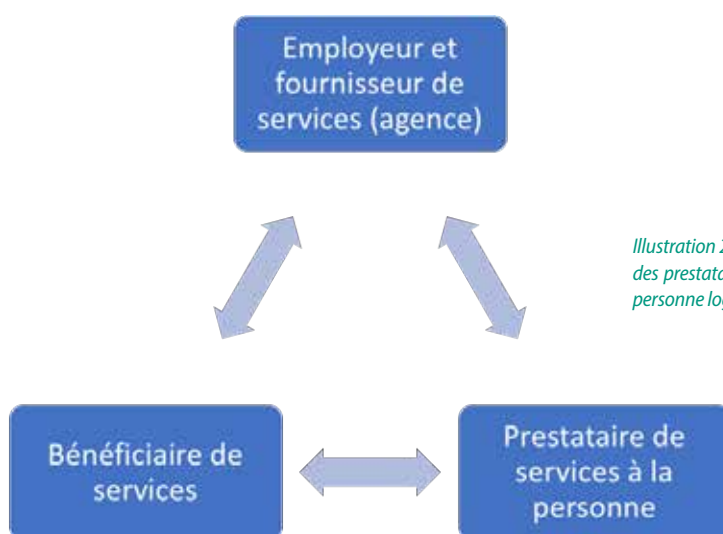 Employeur et
fournisseur de
services (agence)
Illustration 2
des prestata
personne log
Bénéficiaire de
services
Prestataire de
services à la
personne